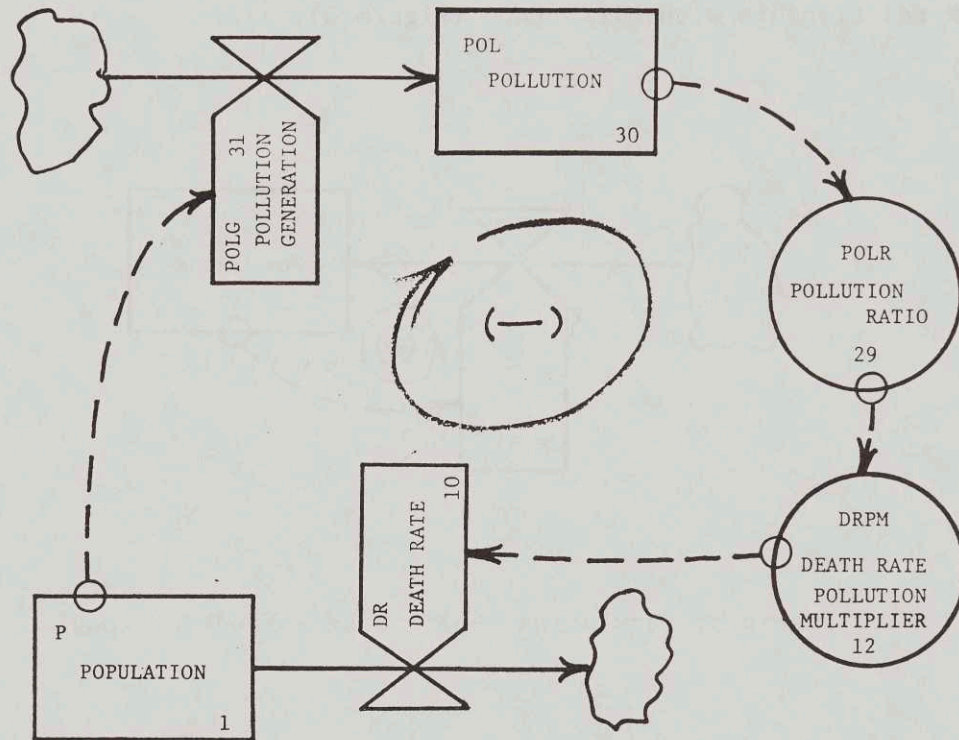 POL
POLLUTION
30
POLG 31
POLLUTION
GENERATION
POLR
POLLUTION
RATIO
29
(—)
DRPM
DEATH RATE
POLLUTION
MULTIPLIER
12
DR 10
DEATH RATE
P
POPULATION
1